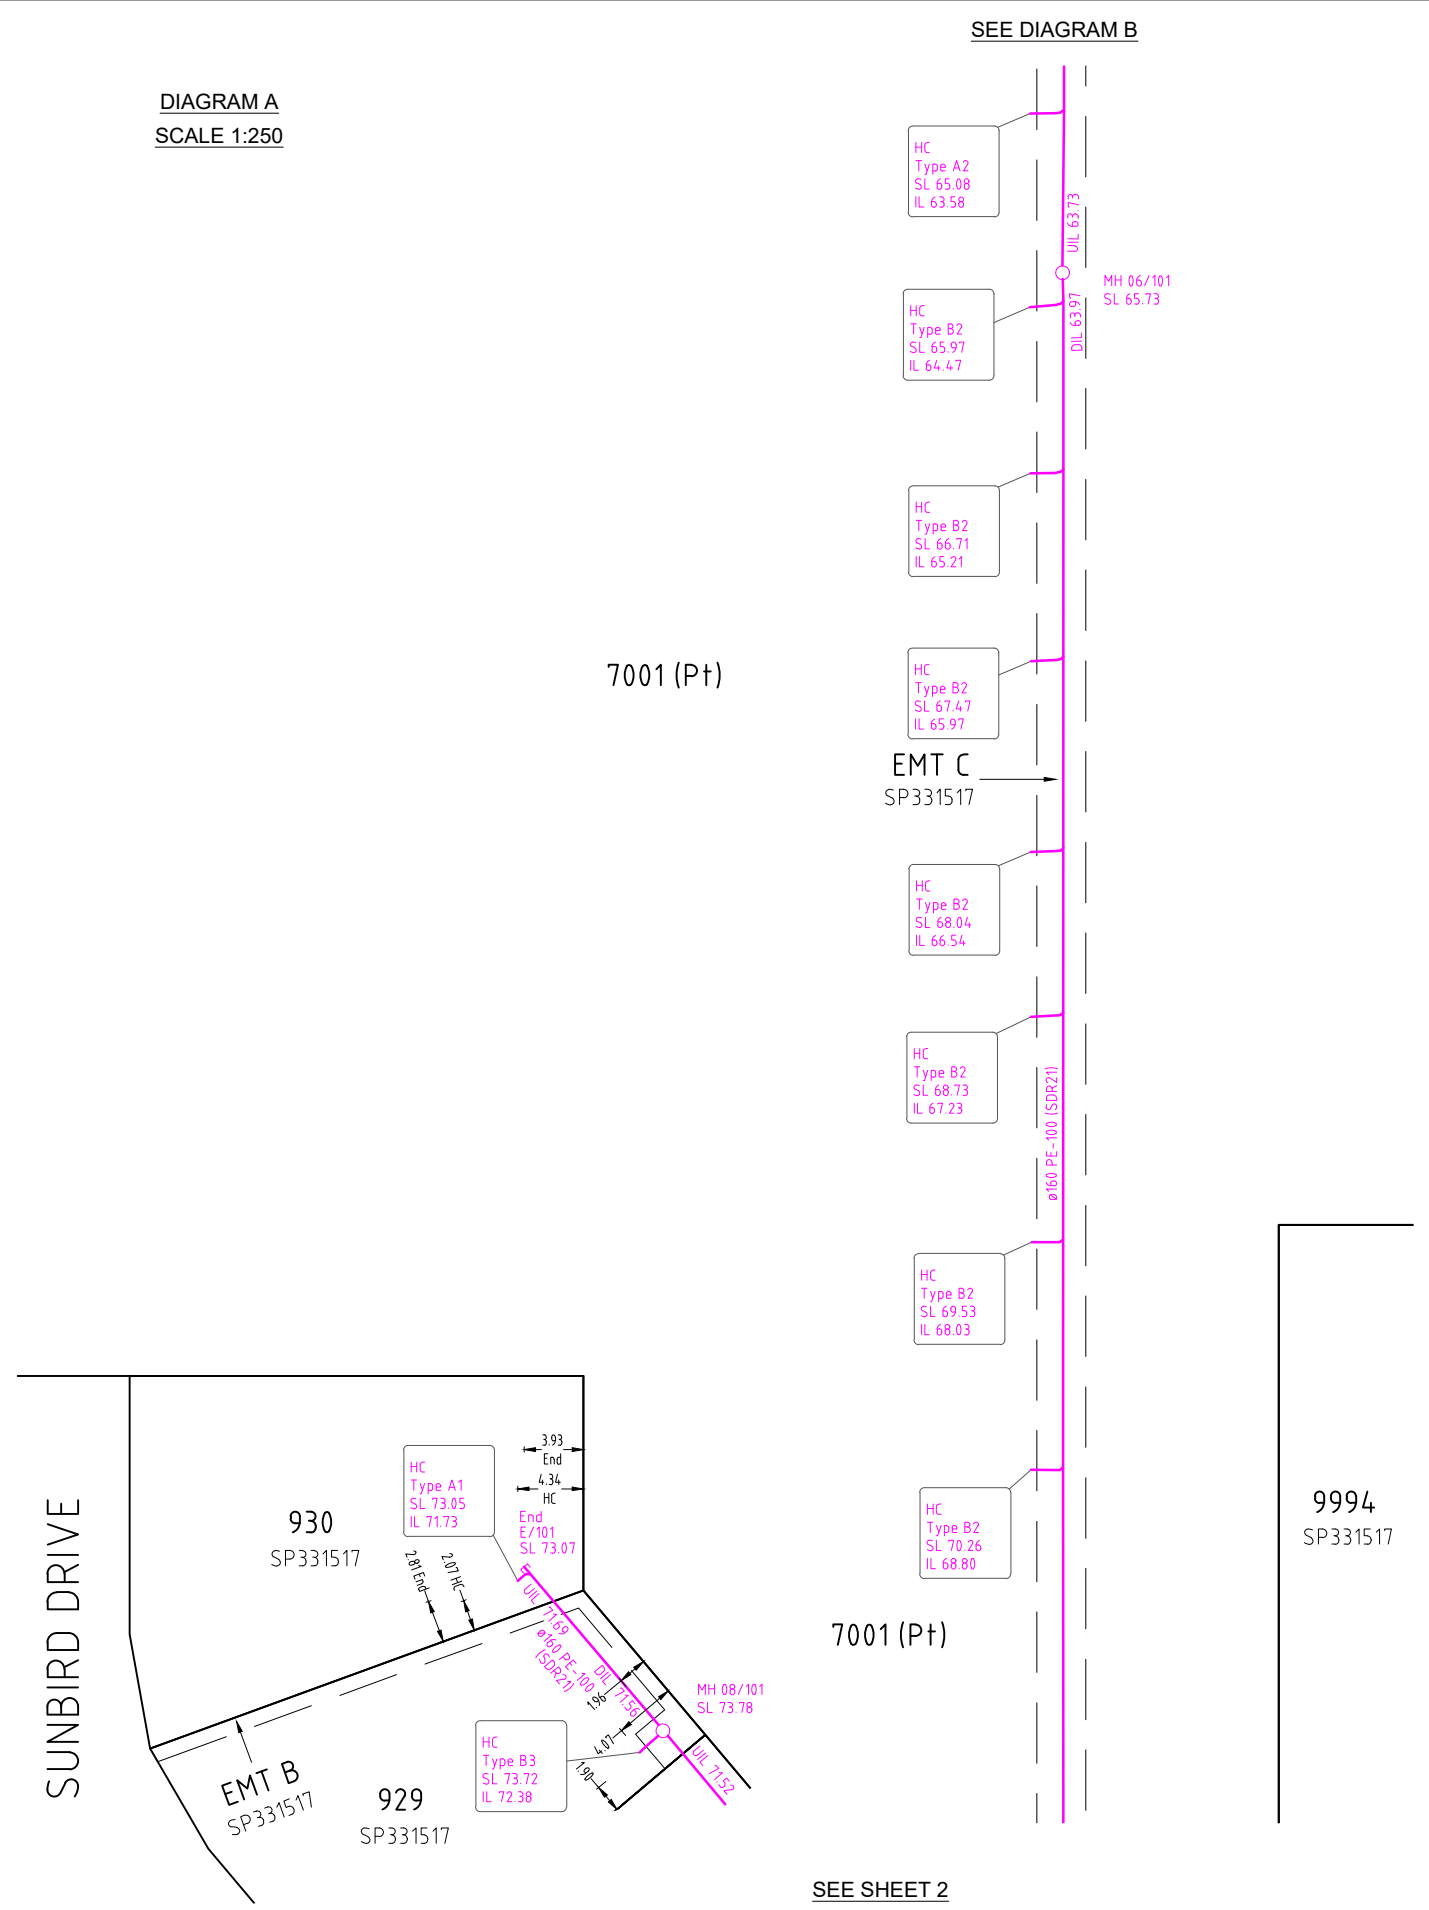 SEE DIAGRAM B
DIAGRAM A
SCALE 1:250
HC
Type A2
SL 65.08
IL 63.58
UIL 63.73
MH 06/101
SL 65.73
DIL 63.97
HC
Type B2
SL 65.97
IL 64.47
HC
Type B2
SL 66.71
IL 65.21
7001 (Pt)
HC
Type B2
SL 67.47
IL 65.97
EMT C
SP331517
HC
Type B2
SL 68.04
IL 66.54
HC
Type B2
SL 68.73
IL 67.23
ø160 PE-100 (SDR21)
HC
Type B2
SL 69.53
IL 68.03
3.93
End
4.34
HC
HC
Type A1
SL 73.05
IL 71.73
End
E/101
SL 73.07
930
SP331517
2.81 End
2.07 HC
E
UIL 71.69
ø160 PE-100
(SDR21)
DIL 71.56
1.96
4.07
1.90
MH 08/101
SL 73.78
UIL 71.52
HC
Type B3
SL 73.72
IL 72.38
HC
Type B2
SL 70.26
IL 68.80
9994
SP331517
7001 (Pt)
SUNBIRD DRIVE
EMT B
SP331517
929
SP331517
SEE SHEET 2